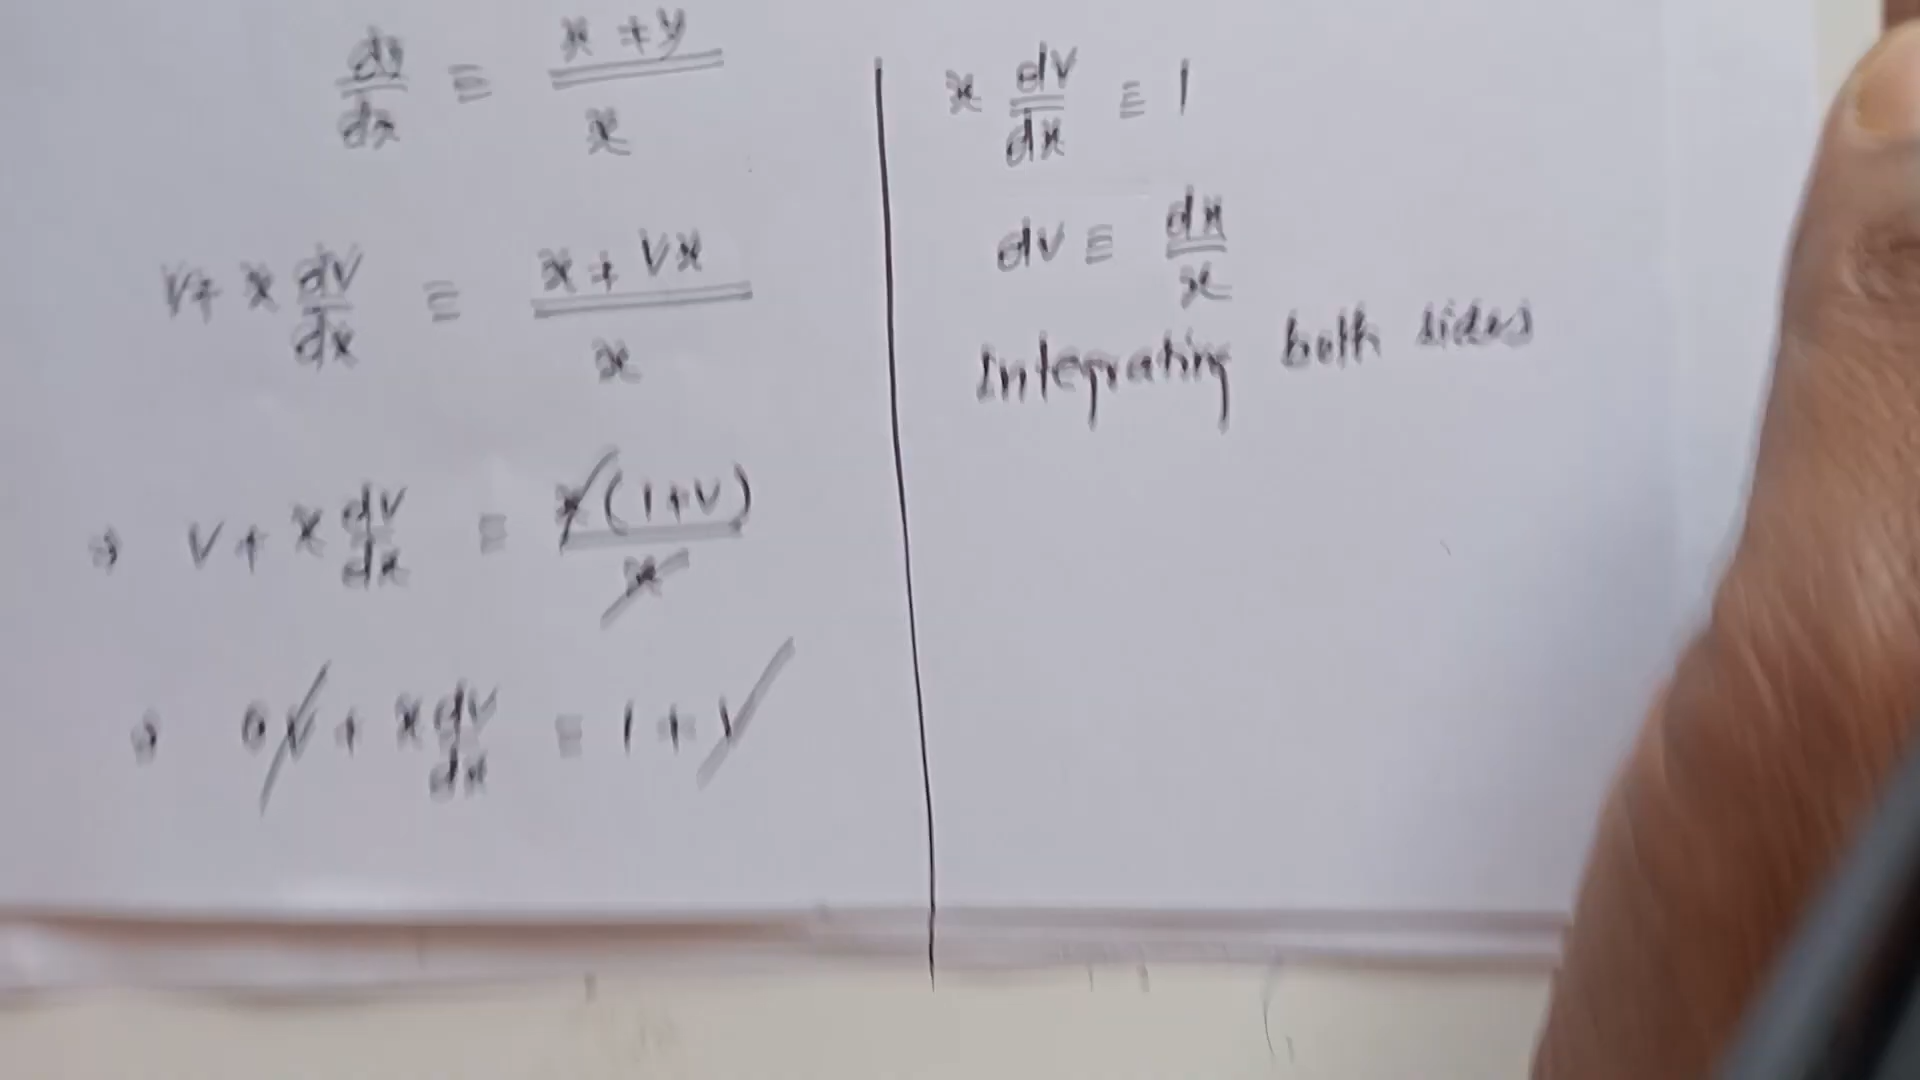 dy/dx = x + y/x
v + x dv/dx = x + vx/x
⇒ v + x dv/dx = x(1+v)/x
⇒ v + x dv/dx = 1 + v
x dv/dx = 1
dv = dx/x
Integrating both sides